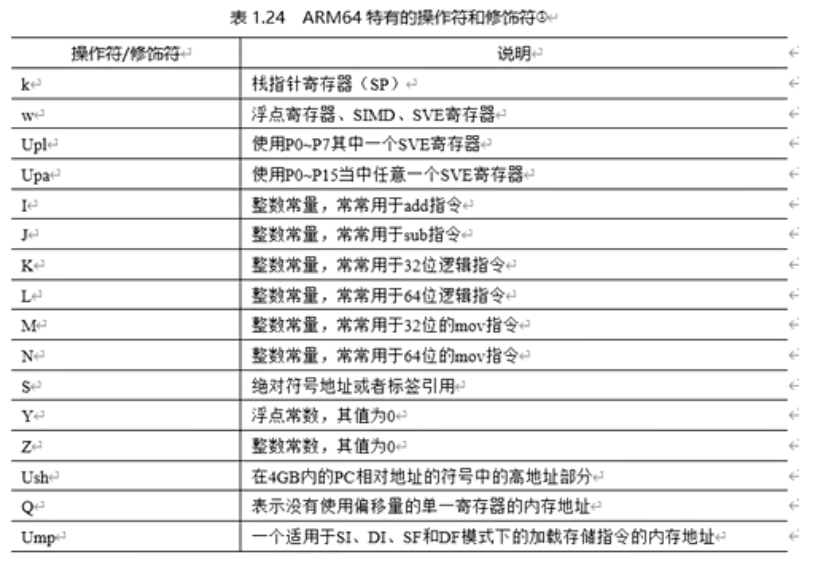 表 1.24 ARM64 特有的操作符和修饰符①
操作符/修饰符 说明
k 栈指针寄存器（SP）
w 浮点寄存器、SIMD、SVE寄存器
Upl 使用P0~P7其中一个SVE寄存器
Upa 使用P0~P15当中任意一个SVE寄存器
I 整数常量，常常用于add指令
J 整数常量，常常用于sub指令
K 整数常量，常常用于32位逻辑指令
L 整数常量，常常用于64位逻辑指令
M 整数常量，常常用于32位的mov指令
N 整数常量，常常用于64位的mov指令
S 绝对符号地址或者标签引用
Y 浮点常数，其值为0
Z 整数常数，其值为0
Ush 在4GB内的PC相对地址的符号中的高地址部分
Q 表示没有使用偏移量的单一寄存器的内存地址
Ump 一个适用于SI、DI、SF和DF模式下的加载存储指令的内存地址